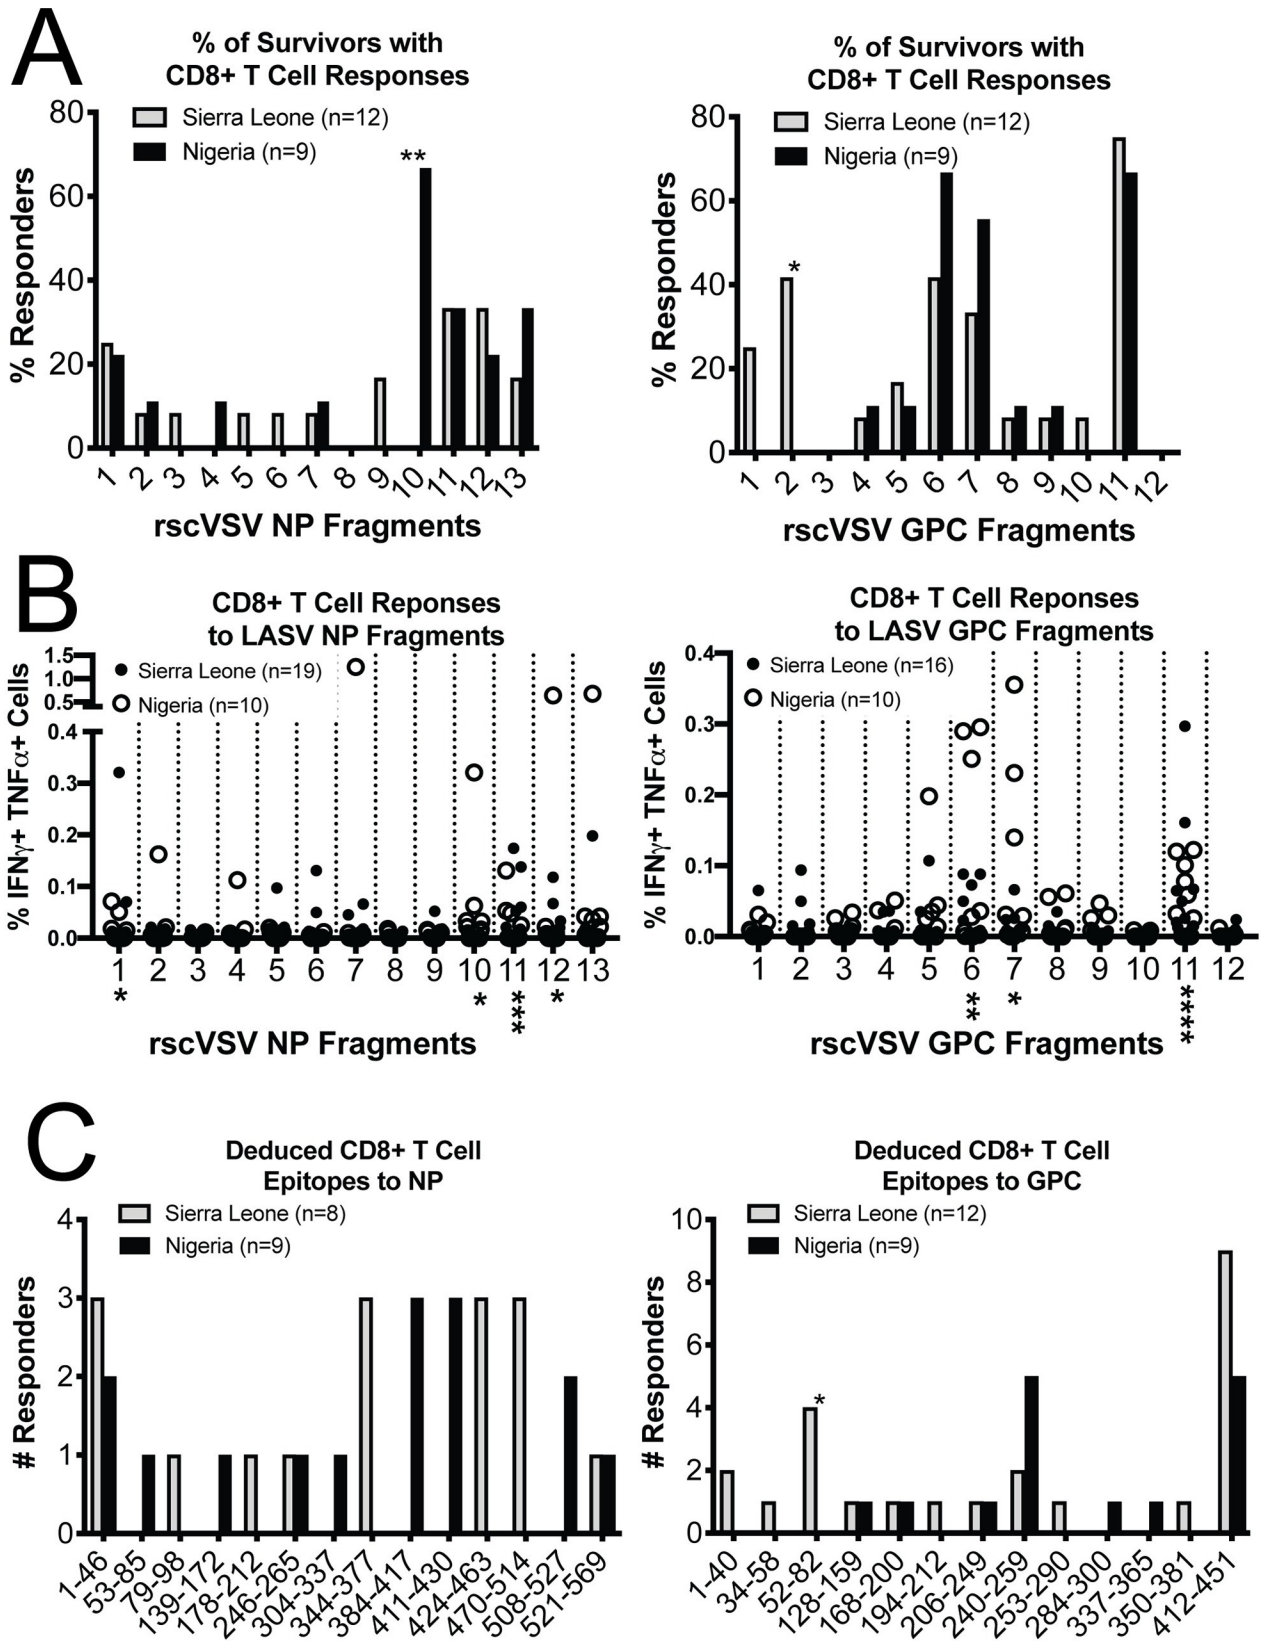 A
% of Survivors with
CD8+ T Cell Responses
Sierra Leone (n=12)
Nigeria (n=9)
**
% Responders
80
60
40
20
0
1 2 3 4 5 6 7 8 9 10 11 12 13
rscVSV NP Fragments
% of Survivors with
CD8+ T Cell Responses
Sierra Leone (n=12)
Nigeria (n=9)
*
% Responders
80
60
40
20
0
1 2 3 4 5 6 7 8 9 10 11 12
rscVSV GPC Fragments
B
CD8+ T Cell Reponses
to LASV NP Fragments
Sierra Leone (n=19)
Nigeria (n=10)
% IFNγ+ TNFα+ Cells
1.5
1.0
0.5
0.4
0.3
0.2
0.1
0.0
1 2 3 4 5 6 7 8 9 10 11 12 13
* * *** *
rscVSV NP Fragments
CD8+ T Cell Reponses
to LASV GPC Fragments
Sierra Leone (n=16)
Nigeria (n=10)
% IFNγ+ TNFα+ Cells
0.4
0.3
0.2
0.1
0.0
1 2 3 4 5 6 7 8 9 10 11 12
** * ****
rscVSV GPC Fragments
C
Deduced CD8+ T Cell
Epitopes to NP
Sierra Leone (n=8)
Nigeria (n=9)
# Responders
4
3
2
1
0
1-46
53-85
79-98
139-172
178-212
246-265
304-337
344-377
384-417
411-430
424-463
470-514
508-527
521-569
Deduced CD8+ T Cell
Epitopes to GPC
Sierra Leone (n=12)
Nigeria (n=9)
*
# Responders
10
8
6
4
2
0
1-40
34-58
52-82
128-159
168-200
194-212
206-249
240-259
253-290
284-300
337-365
350-381
412-451